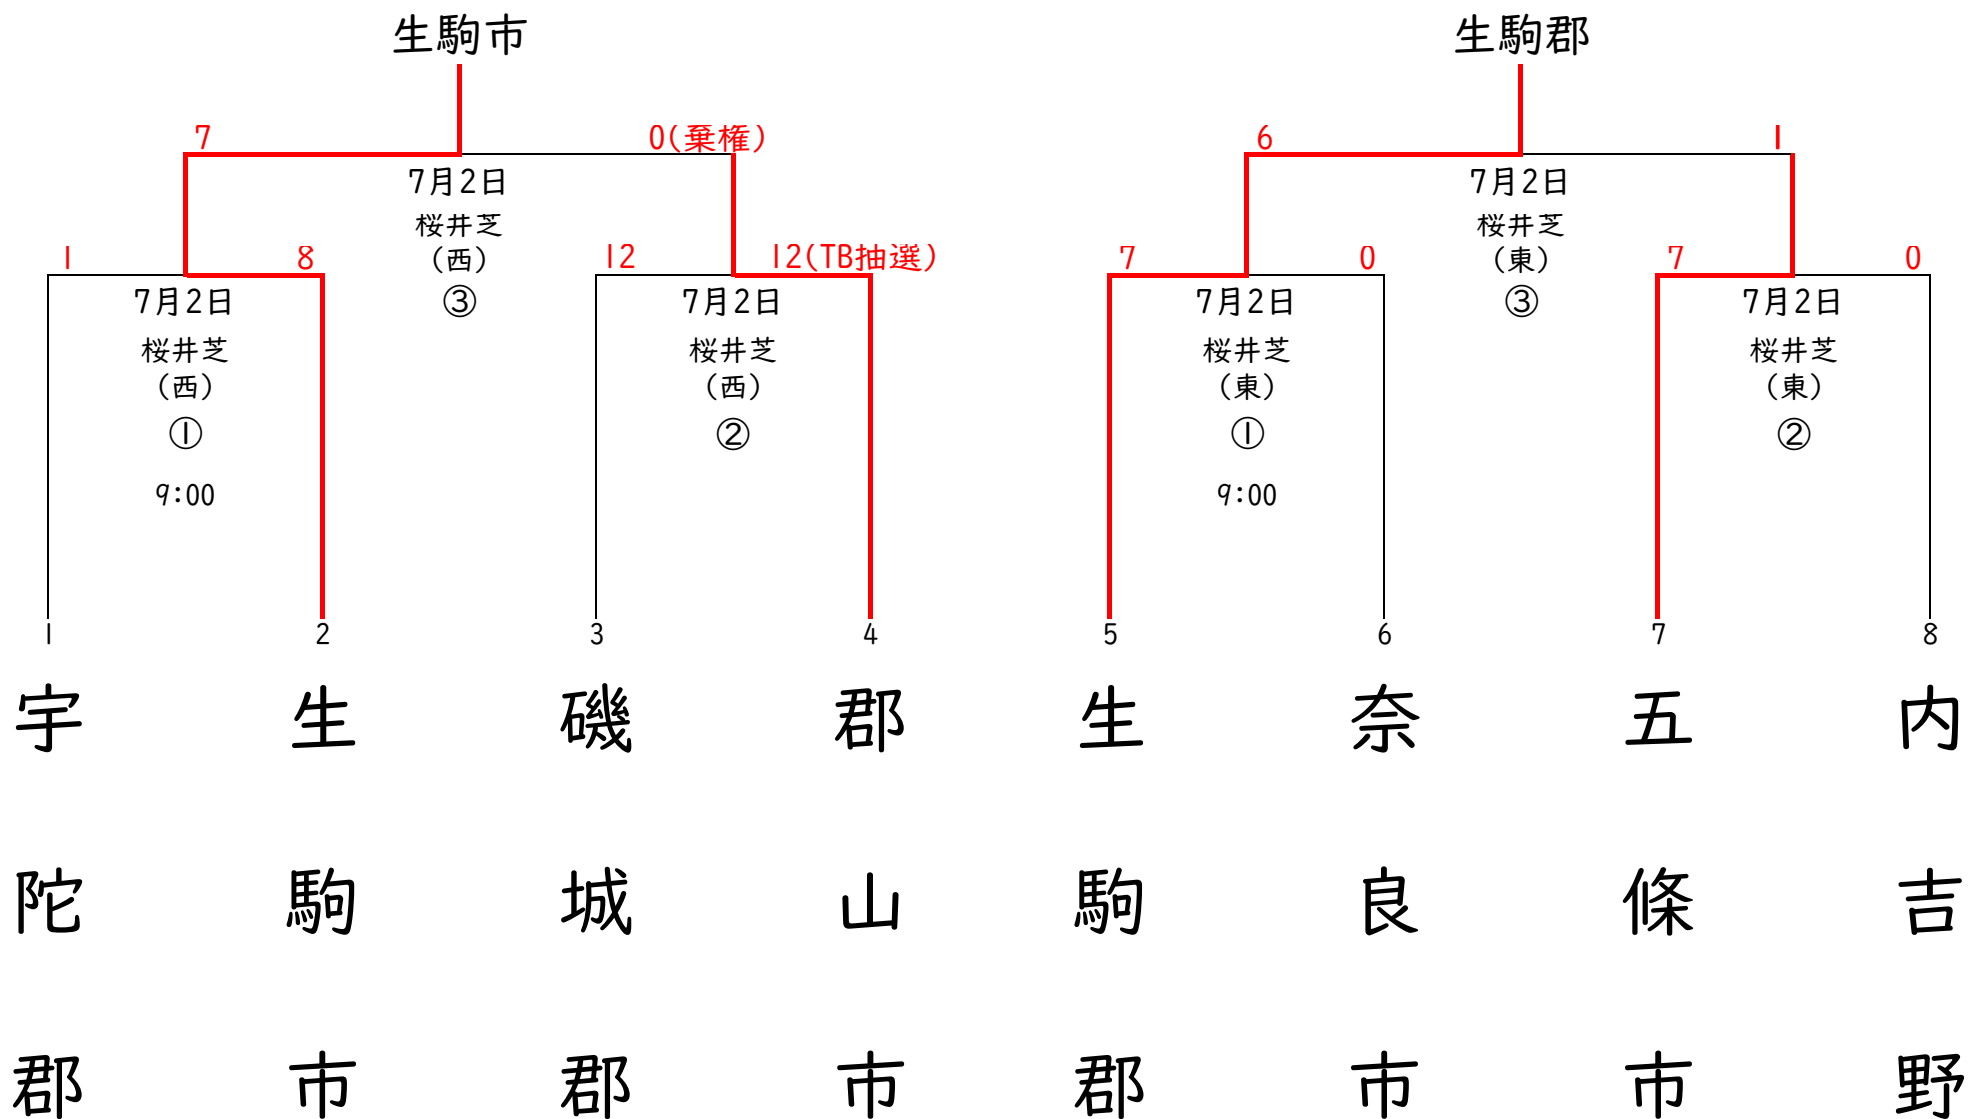 生駒市
生駒郡
7
0(棄権)
6
1
7月2日
桜井芝
(西)
③
7月2日
桜井芝
(東)
③
1
8
12
12(TB抽選)
7
0
7
0
7月2日
桜井芝
(西)
①
9:00
7月2日
桜井芝
(西)
②
7月2日
桜井芝
(東)
①
9:00
7月2日
桜井芝
(東)
②
1
2
3
4
5
6
7
8
宇陀郡
生駒市
磯城郡
郡山市
生駒郡
奈良市
五條市
内吉野